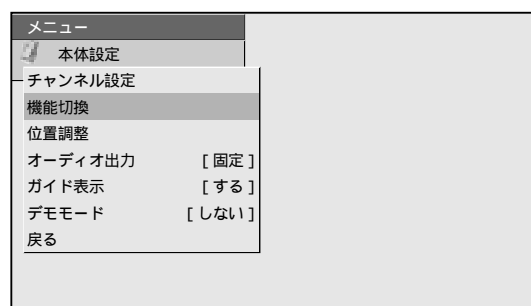 メニュー
本体設定
チャンネル設定
機能切換
位置調整
オーディオ出力 [ 固定 ]
ガイド表示 [ する ]
デモモード [ しない ]
戻る